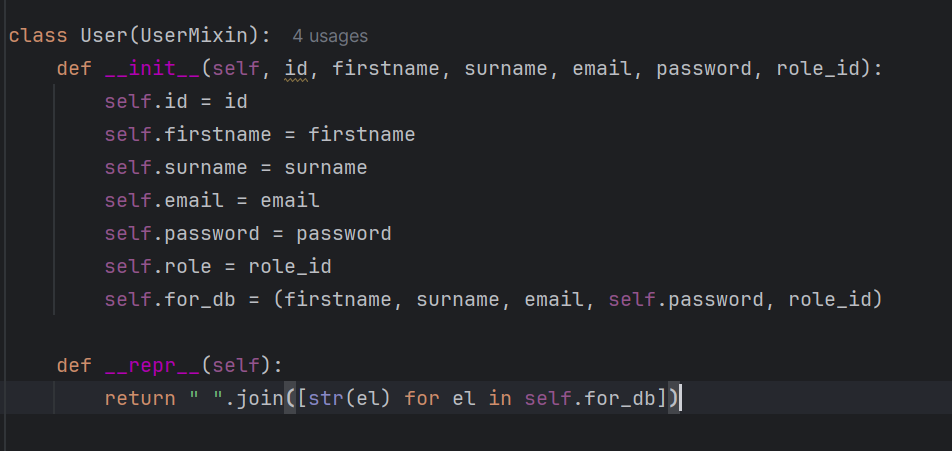 class User(UserMixin):  4 usages
    def __init__(self, id, firstname, surname, email, password, role_id):
        self.id = id
        self.firstname = firstname
        self.surname = surname
        self.email = email
        self.password = password
        self.role = role_id
        self.for_db = (firstname, surname, email, self.password, role_id)
    def __repr__(self):
        return " ".join([str(el) for el in self.for_db])